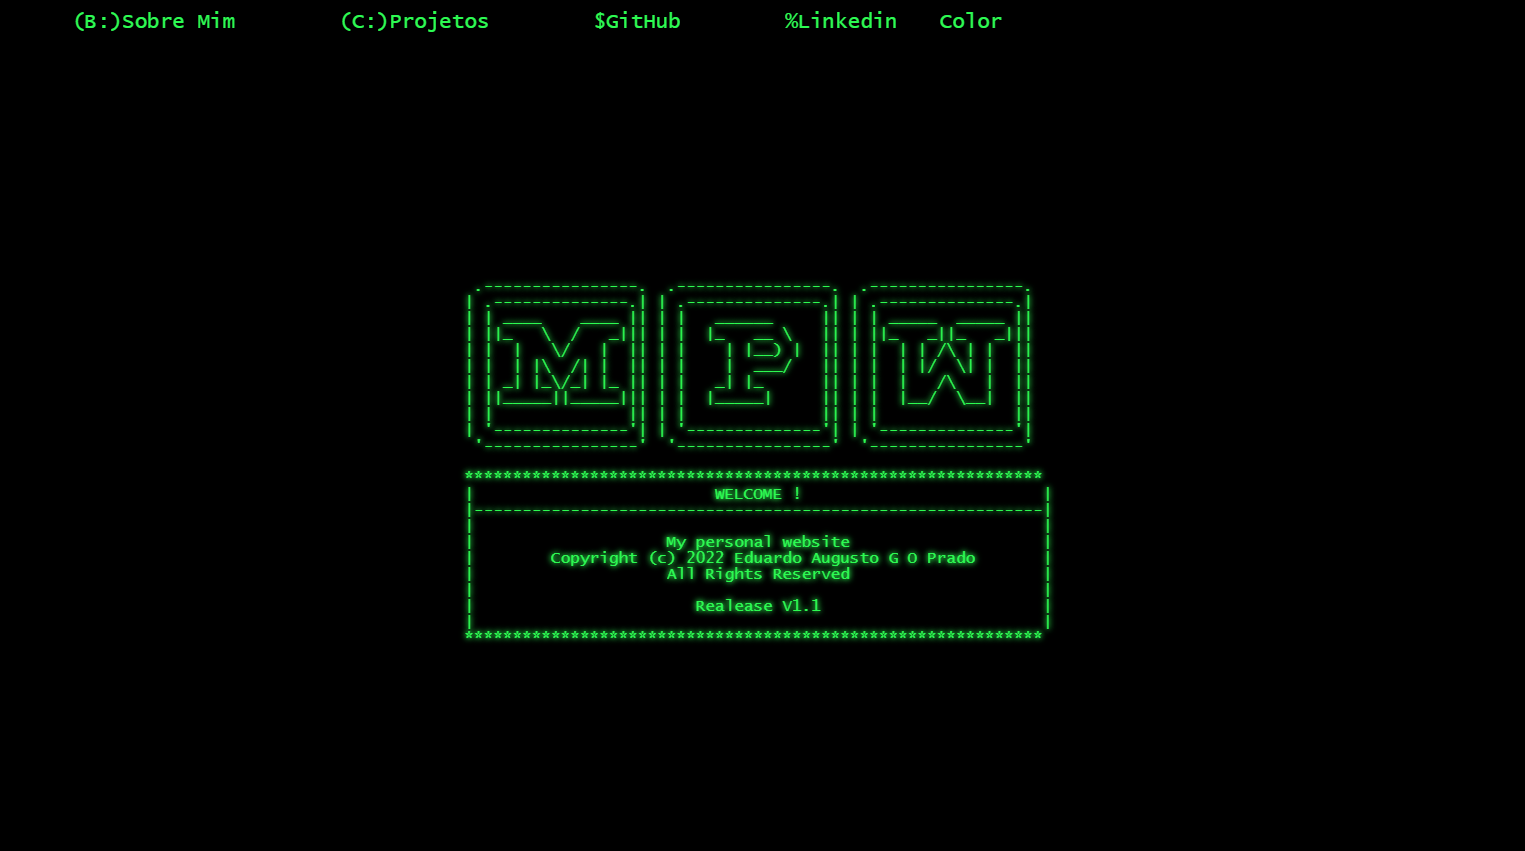 (B:)Sobre Mim (C:)Projetos $GitHub %Linkedin Color
MPW
WELCOME !
My personal website
Copyright (c) 2022 Eduardo Augusto G O Prado
All Rights Reserved
Realease V1.1